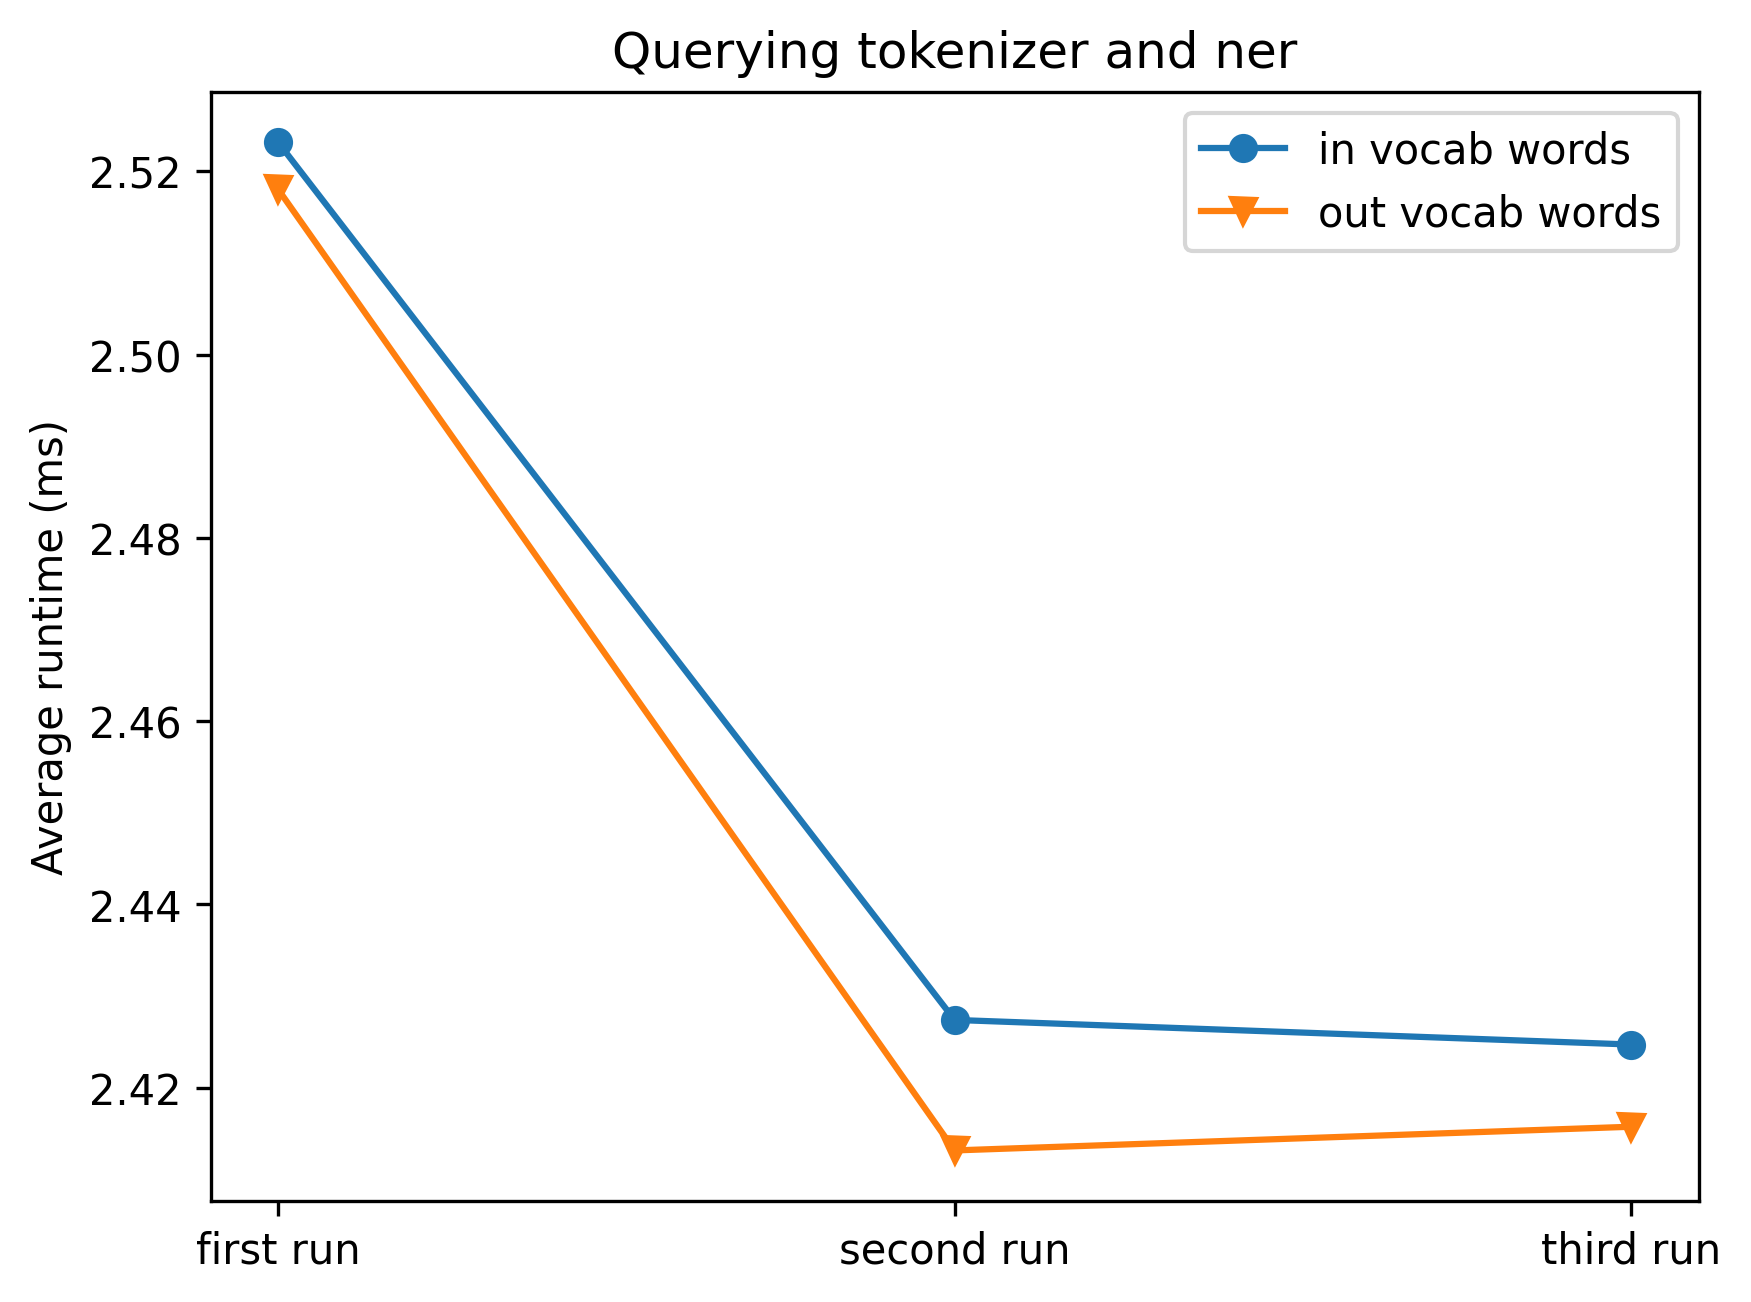 Querying tokenizer and ner
in vocab words
out vocab words
Average runtime (ms)
2.52
2.50
2.48
2.46
2.44
2.42
first run
second run
third run